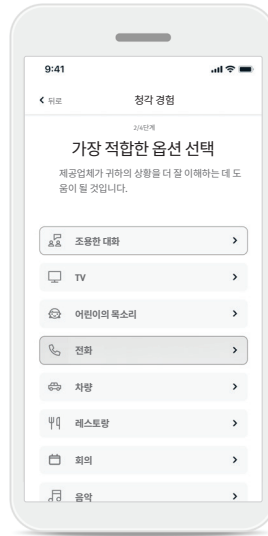 9:41
뒤로
청각 경험
2/4단계
가장 적합한 옵션 선택
제공업체가 귀하의 상황을 더 잘 이해하는 데 도
움이 될 것입니다.
조용한 대화
TV
어린이의 목소리
전화
차량
레스토랑
회의
음악